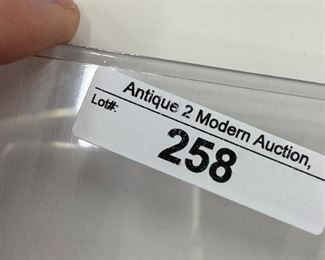 Antique 2 Modern Auction,
Lot#:
258